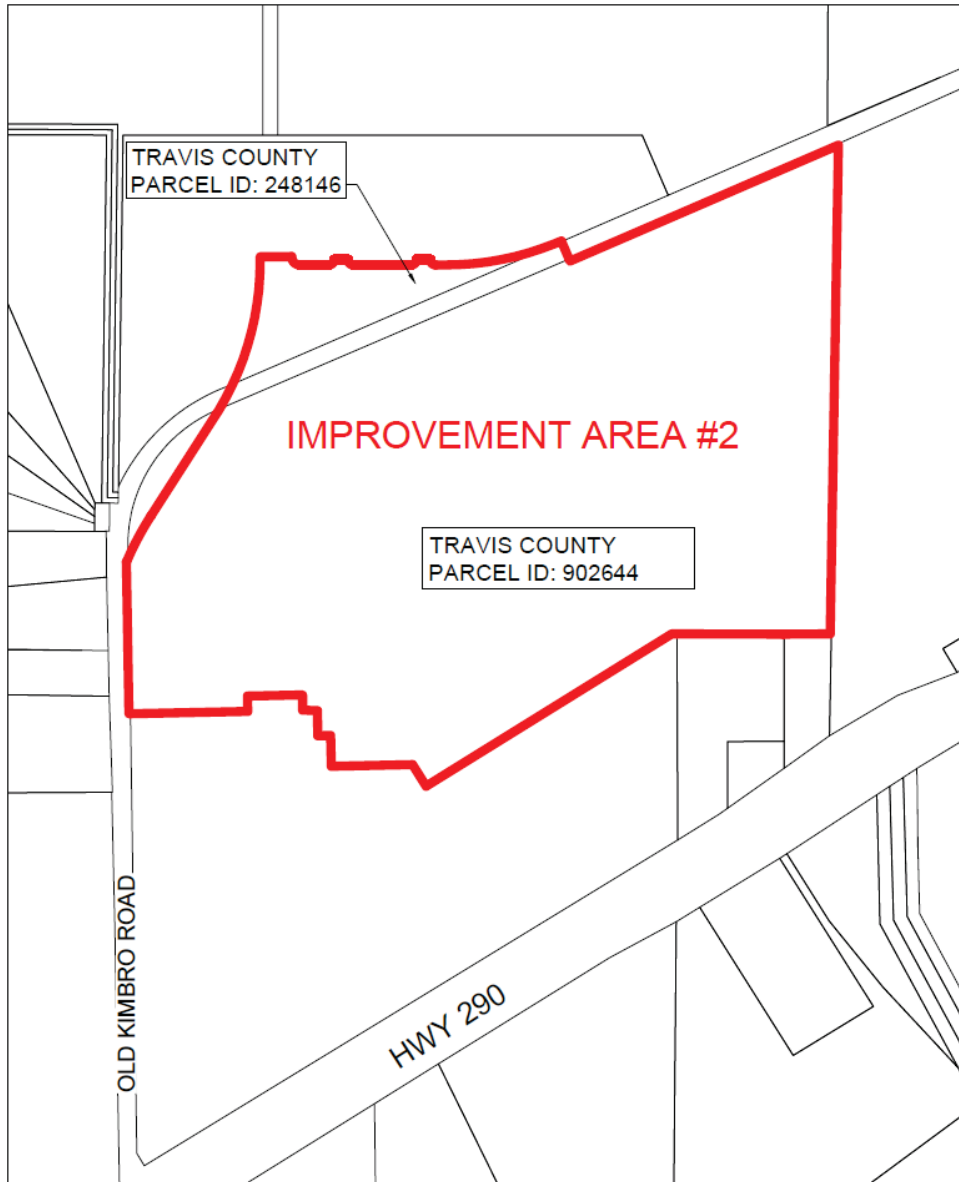 TRAVIS COUNTY
PARCEL ID: 248146
IMPROVEMENT AREA #2
TRAVIS COUNTY
PARCEL ID: 902644
OLD KIMBRO ROAD
HWY 290